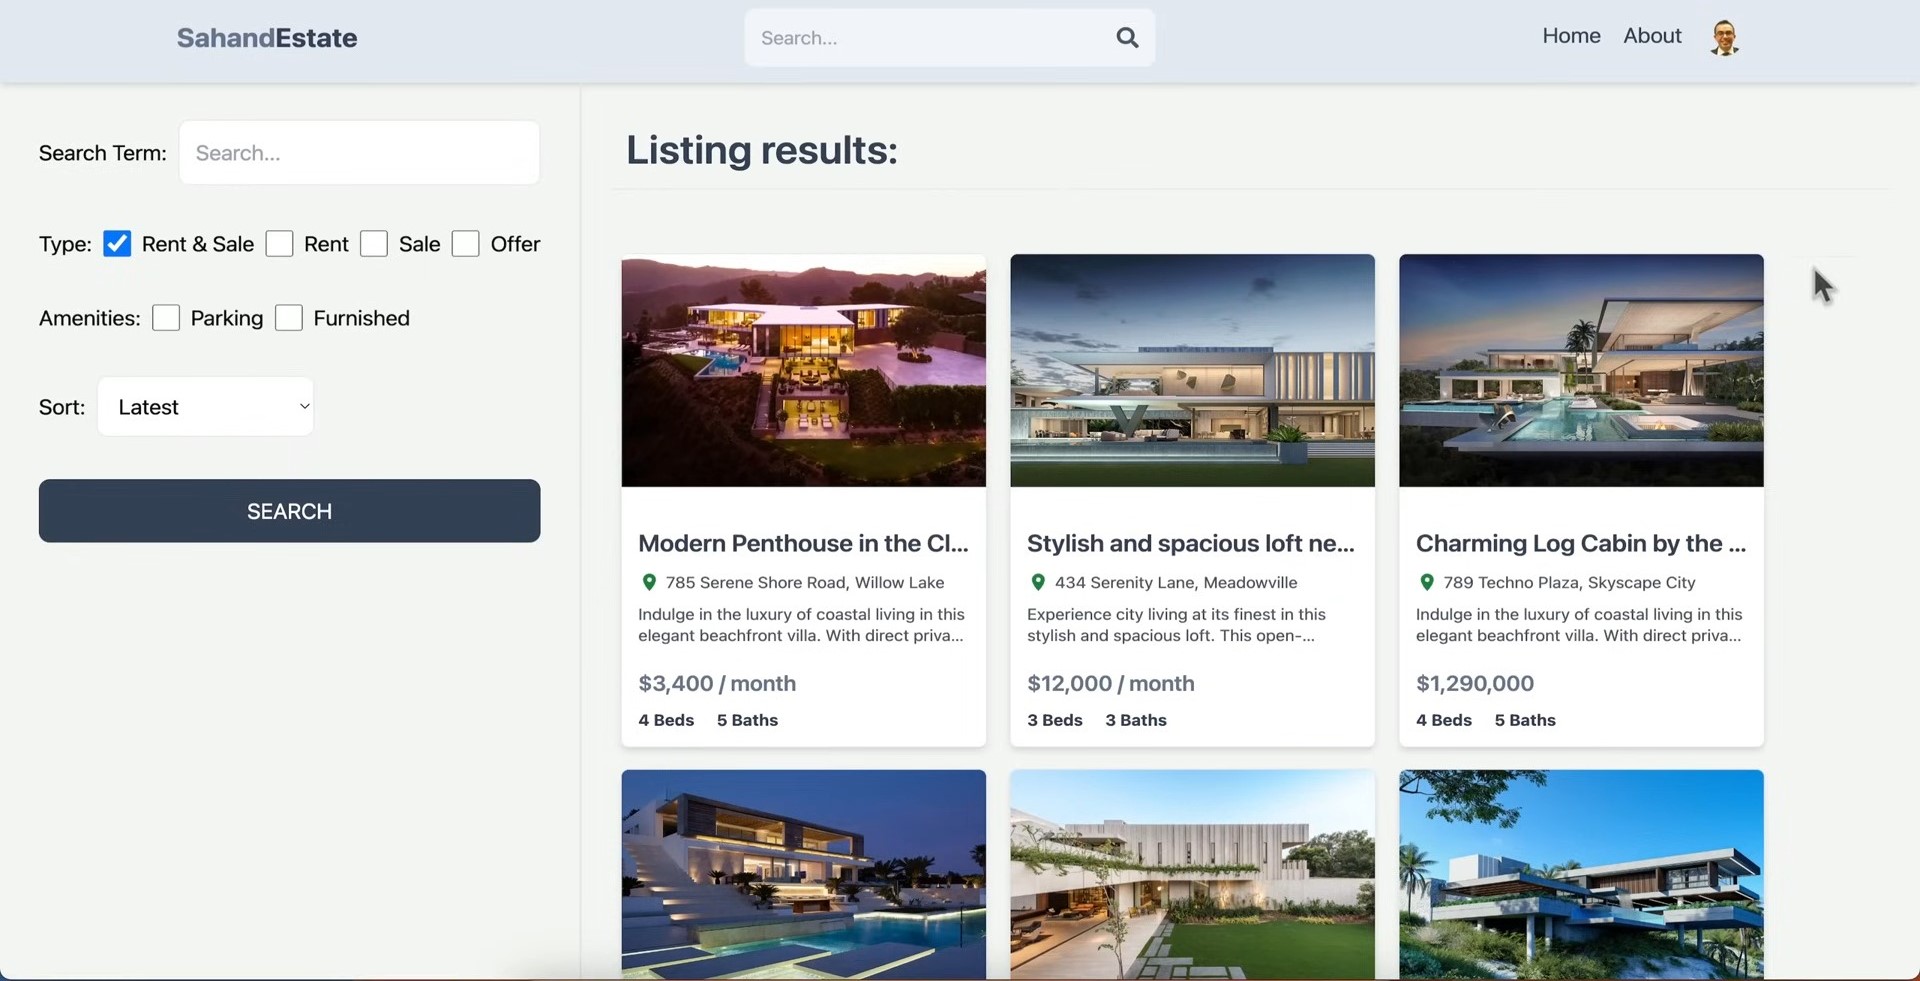 SahandEstate
Search...
Home
About
Search Term:
Search...
Type:
Rent & Sale
Rent
Sale
Offer
Amenities:
Parking
Furnished
Sort:
Latest
SEARCH
Listing results:
Modern Penthouse in the Cl...
785 Serene Shore Road, Willow Lake
Indulge in the luxury of coastal living in this
elegant beachfront villa. With direct priva...
$3,400 / month
4 Beds 5 Baths
Stylish and spacious loft ne...
434 Serenity Lane, Meadowville
Experience city living at its finest in this
stylish and spacious loft. This open-...
$12,000 / month
3 Beds 3 Baths
Charming Log Cabin by the ...
789 Techno Plaza, Skyscape City
Indulge in the luxury of coastal living in this
elegant beachfront villa. With direct priva...
$1,290,000
4 Beds 5 Baths